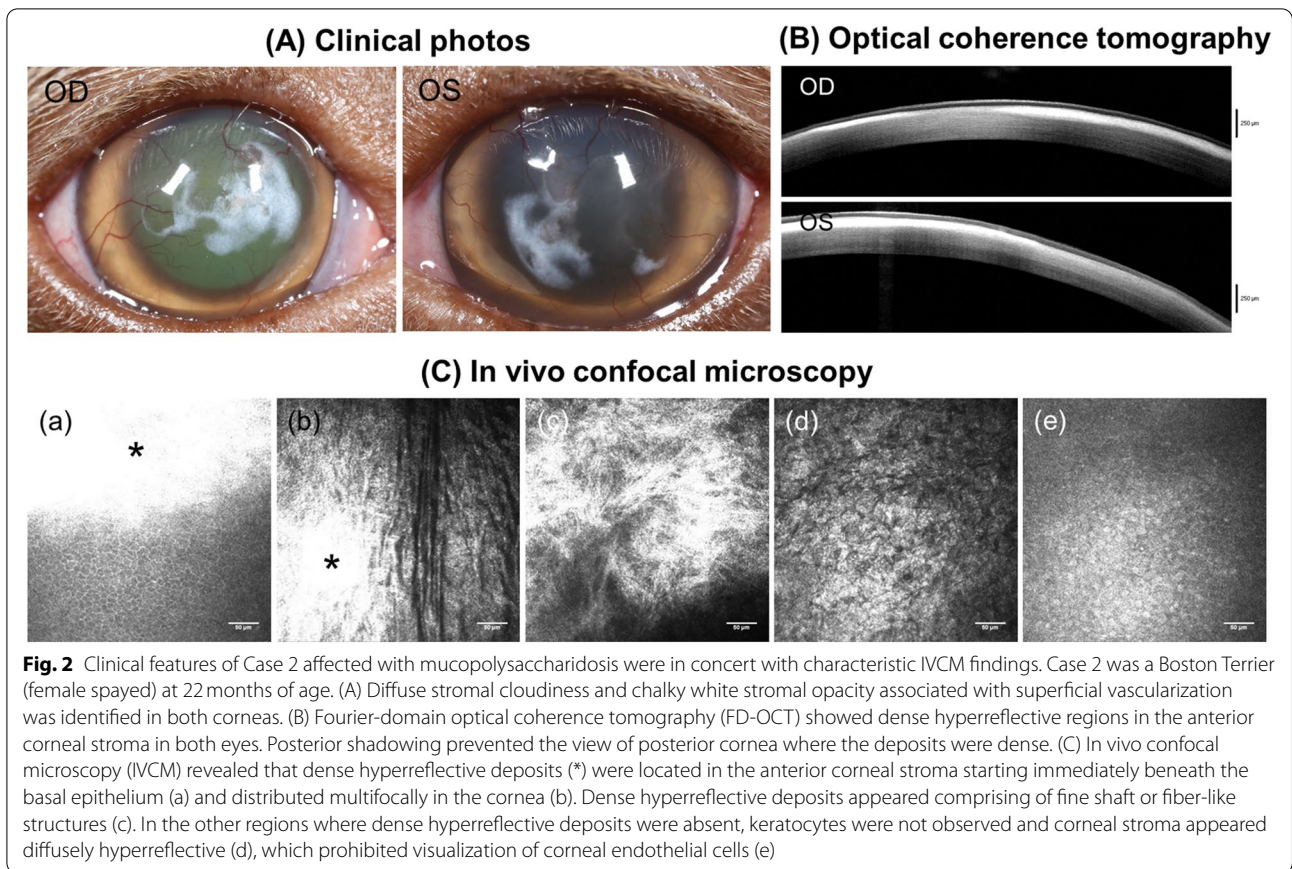 (A) Clinical photos
(B) Optical coherence tomography
OD
OS
OD
250 µm
OS
250 µm
(C) In vivo confocal microscopy
(a)
*
50 µm
(b)
*
50 µm
(c)
50 µm
(d)
50 µm
(e)
50 µm
Fig. 2 Clinical features of Case 2 affected with mucopolysaccharidosis were in concert with characteristic IVCM findings. Case 2 was a Boston Terrier
(female spayed) at 22 months of age. (A) Diffuse stromal cloudiness and chalky white stromal opacity associated with superficial vascularization
was identified in both corneas. (B) Fourier-domain optical coherence tomography (FD-OCT) showed dense hyperreflective regions in the anterior
corneal stroma in both eyes. Posterior shadowing prevented the view of posterior cornea where the deposits were dense. (C) In vivo confocal
microscopy (IVCM) revealed that dense hyperreflective deposits (*) were located in the anterior corneal stroma starting immediately beneath the
basal epithelium (a) and distributed multifocally in the cornea (b). Dense hyperreflective deposits appeared comprising of fine shaft or fiber-like
structures (c). In the other regions where dense hyperreflective deposits were absent, keratocytes were not observed and corneal stroma appeared
diffusely hyperreflective (d), which prohibited visualization of corneal endothelial cells (e)